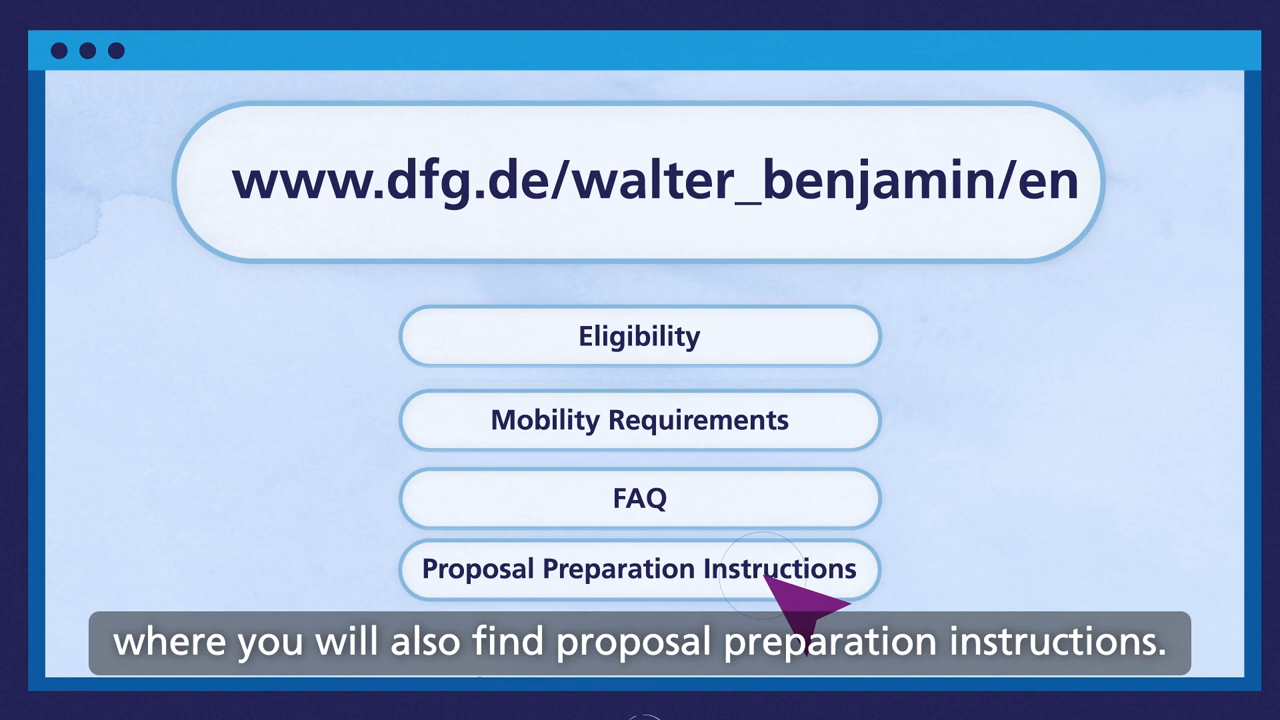 www.dfg.de/walter_benjamin/en
Eligibility
Mobility Requirements
FAQ
Proposal Preparation Instructions
where you will also find proposal preparation instructions.